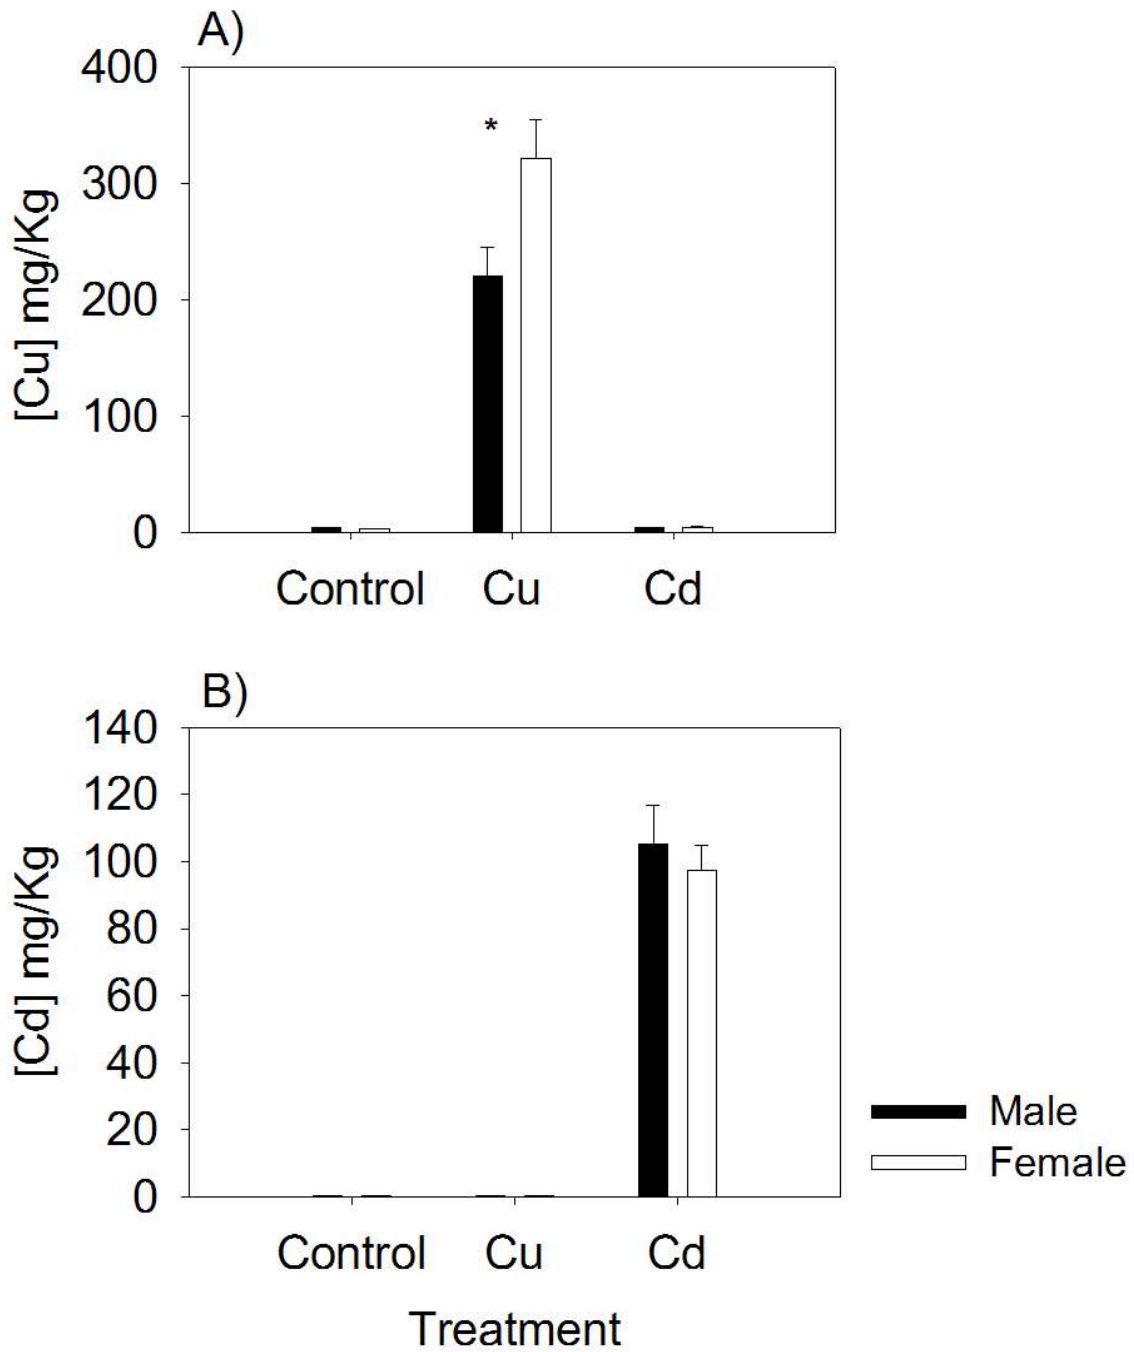 A)
400
300
200
100
0
[Cu] mg/Kg
*
Control Cu Cd
B)
140
120
100
80
60
40
20
0
[Cd] mg/Kg
Control Cu Cd
Treatment
Male
Female